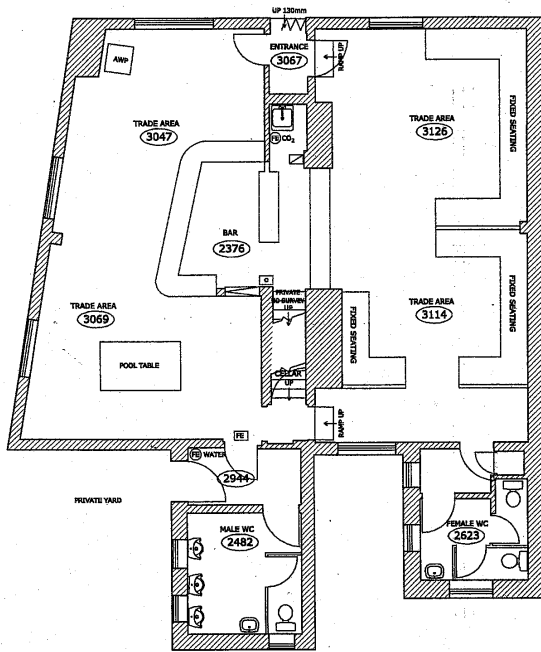 UP 130mm
ENTRANCE
3067
RAMP UP
AWP
TRADE AREA
3047
FE CO₂
TRADE AREA
3126
FIXED SEATING
BAR
2376
PRIVATE
NO SURVEY
UP
TRADE AREA
3069
POOL TABLE
TRADE AREA
3114
FIXED SEATING
FIXED SEATING
CELLAR
UP
RAMP UP
FE
FE WATER
2944
PRIVATE YARD
MALE WC
2482
FEMALE WC
2623